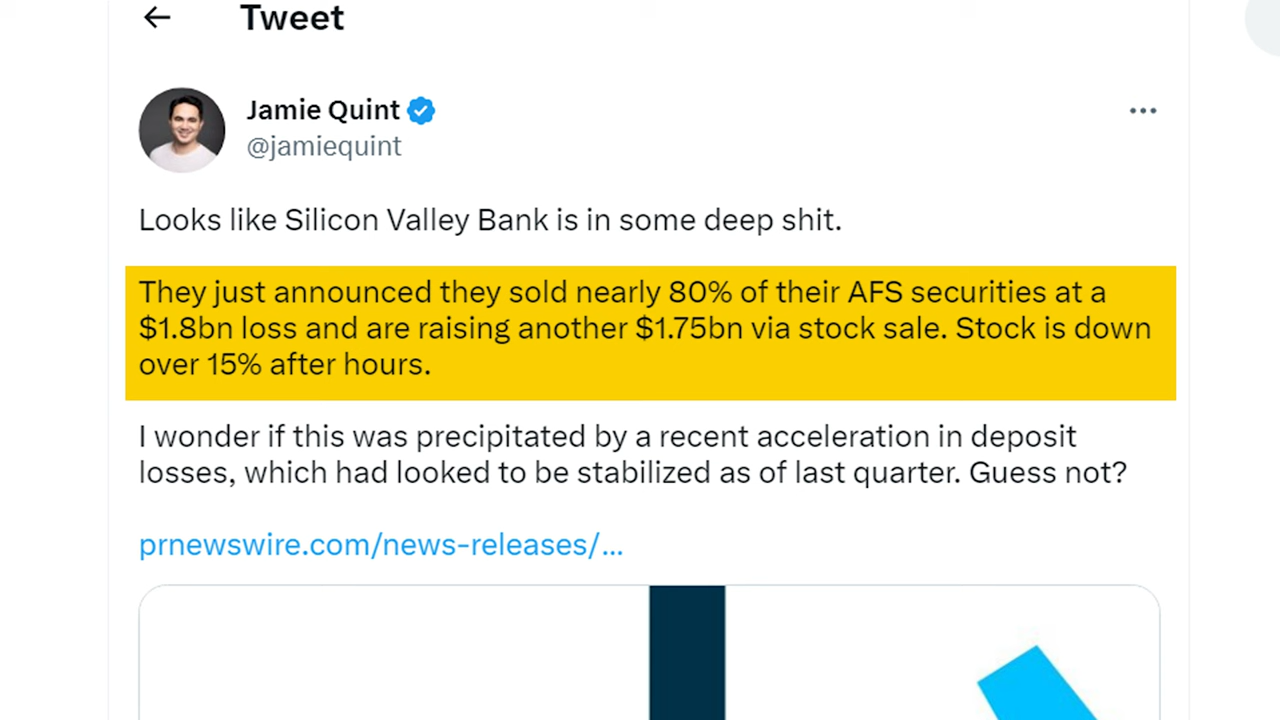 Tweet
Jamie Quint
@jamiequint
Looks like Silicon Valley Bank is in some deep shit.
They just announced they sold nearly 80% of their AFS securities at a
$1.8bn loss and are raising another $1.75bn via stock sale. Stock is down
over 15% after hours.
I wonder if this was precipitated by a recent acceleration in deposit
losses, which had looked to be stabilized as of last quarter. Guess not?
prnewswire.com/news-releases/...